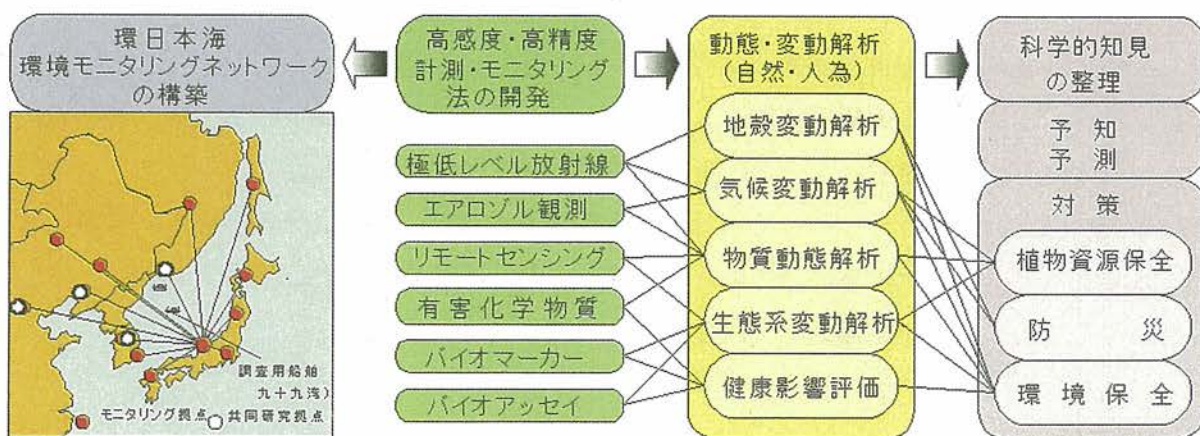 環日本海
環境モニタリングネットワーク
の構築
調査用船舶
九十九湾)
モニタリング拠点 共同研究拠点
高感度・高精度
計測・モニタリング
法の開発
極低レベル放射線
エアロゾル観測
リモートセンシング
有害化学物質
バイオマーカー
バイオアッセイ
動態・変動解析
(自然・人為)
地殻変動解析
気候変動解析
物質動態解析
生態系変動解析
健康影響評価
科学的知見
の整理
予知
予測
対策
植物資源保全
防災
環境保全